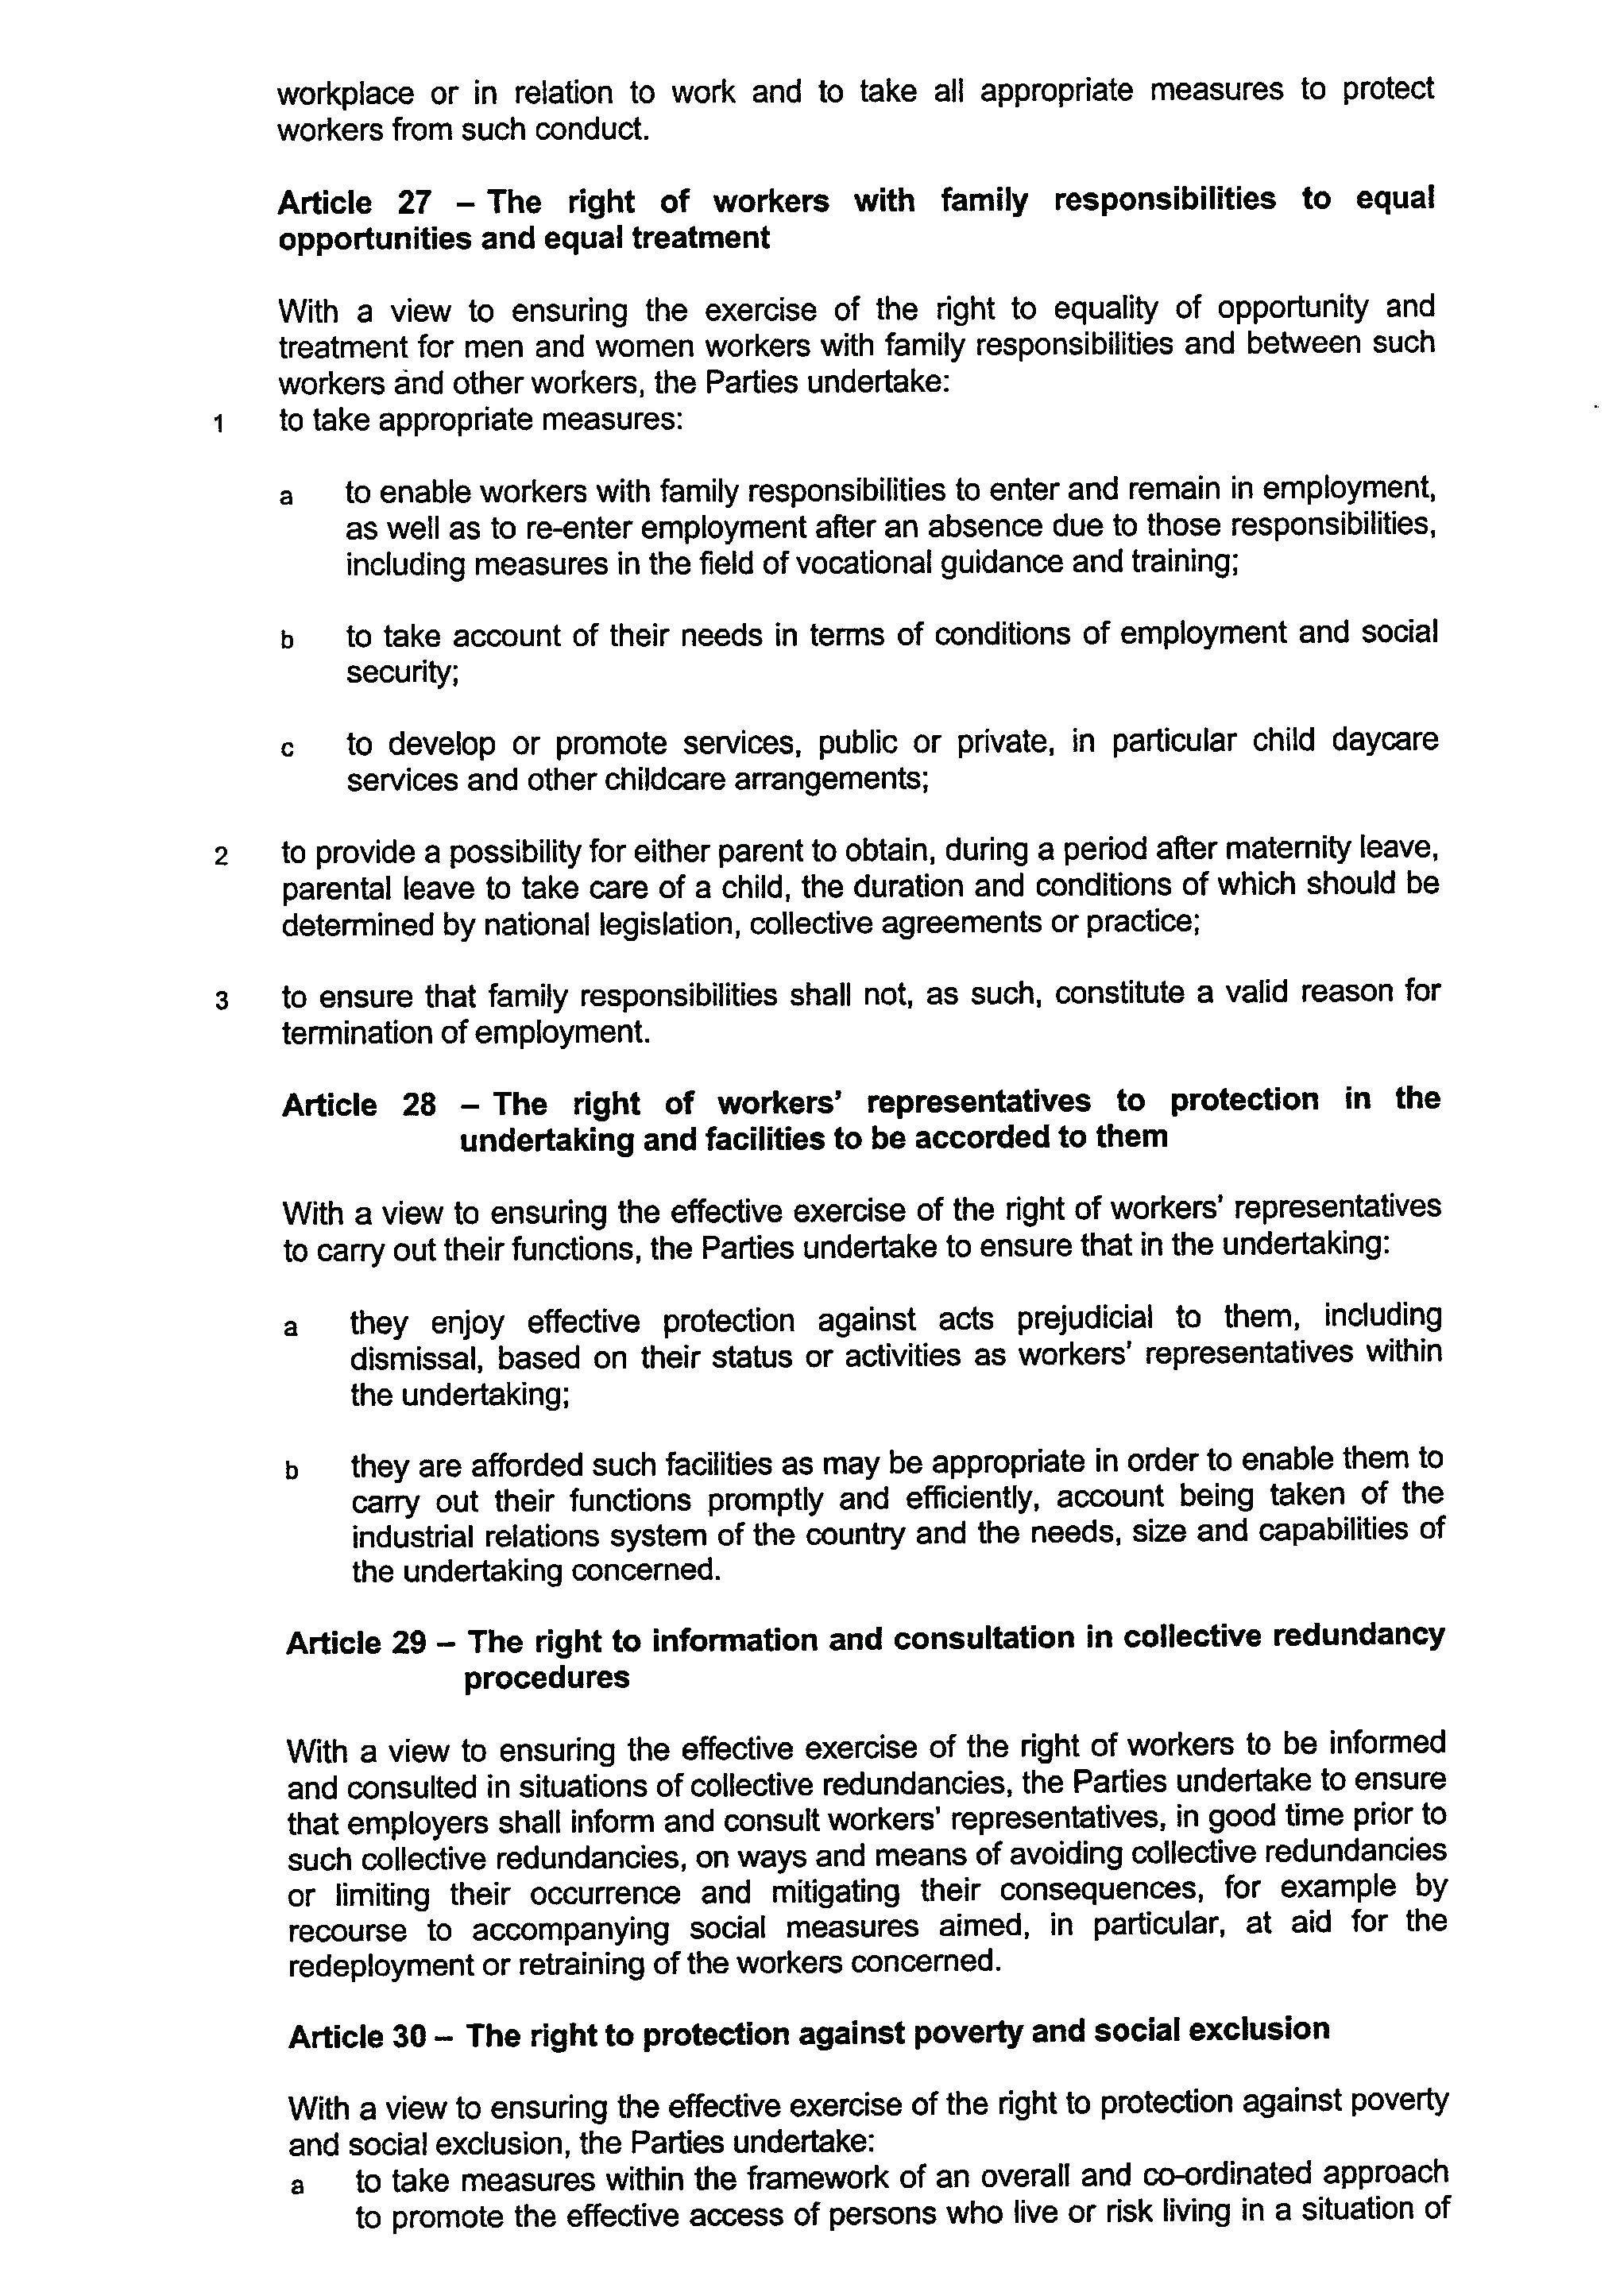 workplace or in relation to work and to take all appropriate measures to protect
workers from such conduct.
Article 27 – The right of workers with family responsibilities to equal
opportunities and equal treatment
With a view to ensuring the exercise of the right to equality of opportunity and
treatment for men and women workers with family responsibilities and between such
workers and other workers, the Parties undertake:
1 to take appropriate measures:
a to enable workers with family responsibilities to enter and remain in employment,
as well as to re-enter employment after an absence due to those responsibilities,
including measures in the field of vocational guidance and training;
b to take account of their needs in terms of conditions of employment and social
security;
c to develop or promote services, public or private, in particular child daycare
services and other childcare arrangements;
2 to provide a possibility for either parent to obtain, during a period after maternity leave,
parental leave to take care of a child, the duration and conditions of which should be
determined by national legislation, collective agreements or practice;
3 to ensure that family responsibilities shall not, as such, constitute a valid reason for
termination of employment.
Article 28 – The right of workers' representatives to protection in the
undertaking and facilities to be accorded to them
With a view to ensuring the effective exercise of the right of workers' representatives
to carry out their functions, the Parties undertake to ensure that in the undertaking:
a they enjoy effective protection against acts prejudicial to them, including
dismissal, based on their status or activities as workers' representatives within
the undertaking;
b they are afforded such facilities as may be appropriate in order to enable them to
carry out their functions promptly and efficiently, account being taken of the
industrial relations system of the country and the needs, size and capabilities of
the undertaking concerned.
Article 29 – The right to information and consultation in collective redundancy
procedures
With a view to ensuring the effective exercise of the right of workers to be informed
and consulted in situations of collective redundancies, the Parties undertake to ensure
that employers shall inform and consult workers' representatives, in good time prior to
such collective redundancies, on ways and means of avoiding collective redundancies
or limiting their occurrence and mitigating their consequences, for example by
recourse to accompanying social measures aimed, in particular, at aid for the
redeployment or retraining of the workers concerned.
Article 30 – The right to protection against poverty and social exclusion
With a view to ensuring the effective exercise of the right to protection against poverty
and social exclusion, the Parties undertake:
a to take measures within the framework of an overall and co-ordinated approach
to promote the effective access of persons who live or risk living in a situation of